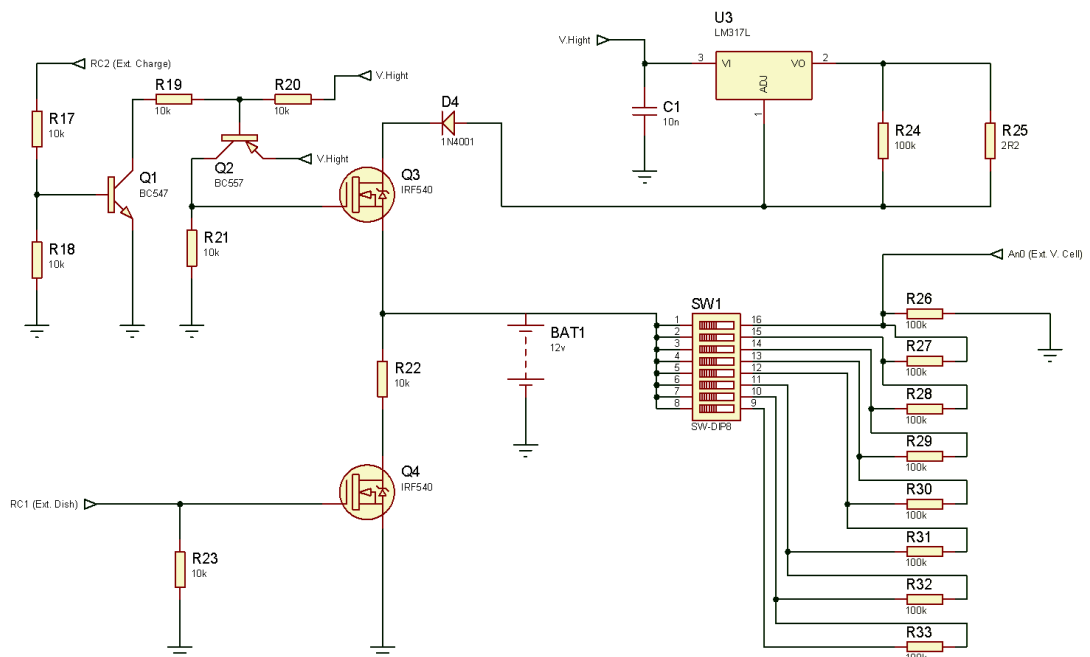 U3
LM317L
V.Hight
3
VI
VO
2
ADJ
1
C1
10n
R24
100k
R25
2R2
RC2 (Ext. Charge)
R17
10k
R18
10k
R19
10k
R20
10k
V.Hight
Q1
BC547
Q2
BC557
V.Hight
R21
10k
D4
1N4001
Q3
IRF540
An0 (Ext. V. Cell)
SW1
1
2
3
4
5
6
7
8
16
15
14
13
12
11
10
9
SW-DIP8
BAT1
12v
R22
10k
Q4
IRF540
RC1 (Ext. Dish)
R23
10k
R26
100k
R27
100k
R28
100k
R29
100k
R30
100k
R31
100k
R32
100k
R33
100k